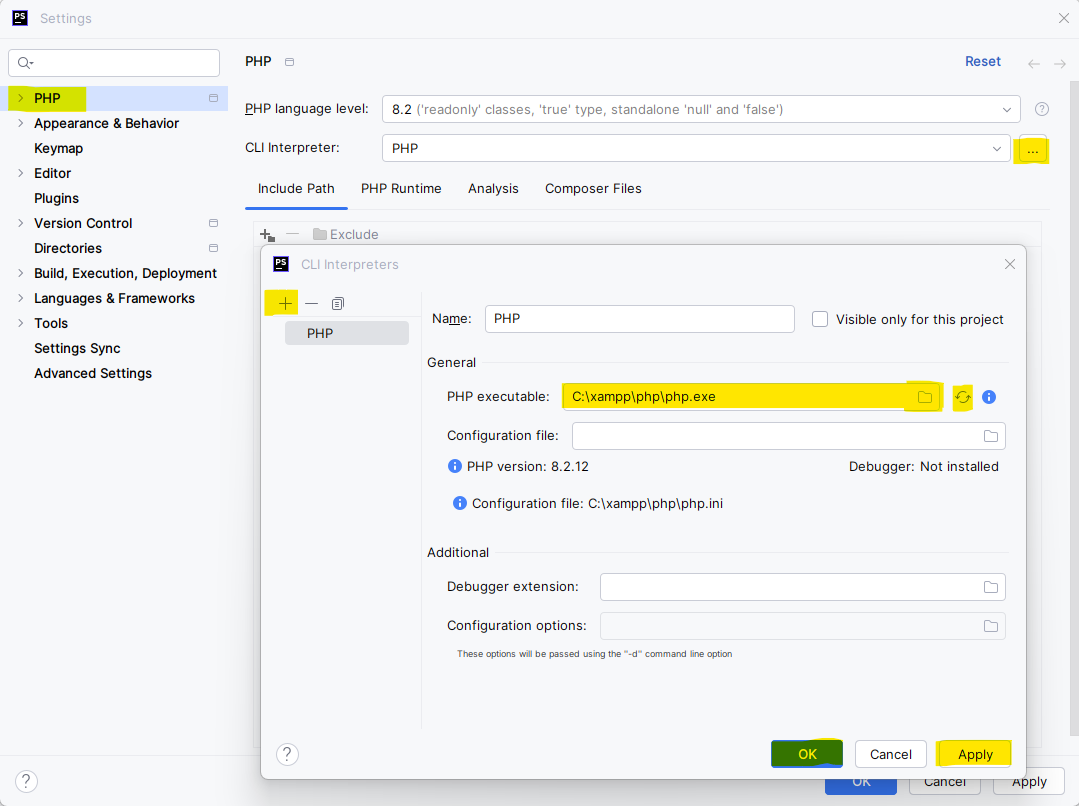 PS Settings
PHP
Reset
PHP
PHP language level: 8.2 ('readonly' classes, 'true' type, standalone 'null' and 'false') ?
Appearance & Behavior
Keymap
CLI Interpreter: PHP ...
Editor
Plugins
Include Path PHP Runtime Analysis Composer Files
Version Control
Directories
Exclude
Build, Execution, Deployment
Languages & Frameworks
Tools
Settings Sync
Advanced Settings
PS CLI Interpreters
PHP
Name: PHP Visible only for this project
General
PHP executable: C:\xampp\php\php.exe
Configuration file:
PHP version: 8.2.12 Debugger: Not installed
Configuration file: C:\xampp\php\php.ini
Additional
Debugger extension:
Configuration options:
These options will be passed using the "-d" command line option
? OK Cancel Apply
? OK Cancel Apply